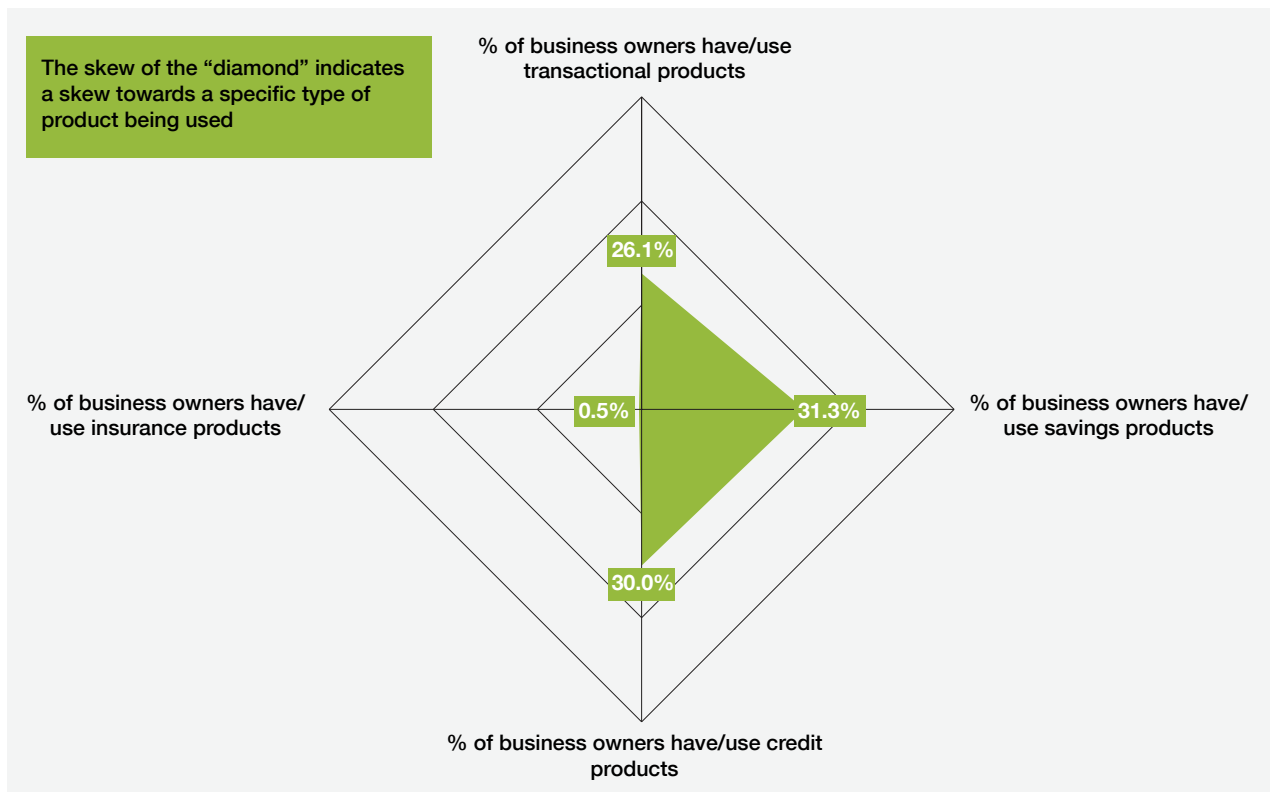 The skew of the “diamond” indicates
a skew towards a specific type of
product being used
% of business owners have/use
transactional products
26.1%
% of business owners have/
use insurance products
0.5%
31.3%
% of business owners have/
use savings products
30.0%
% of business owners have/use credit
products